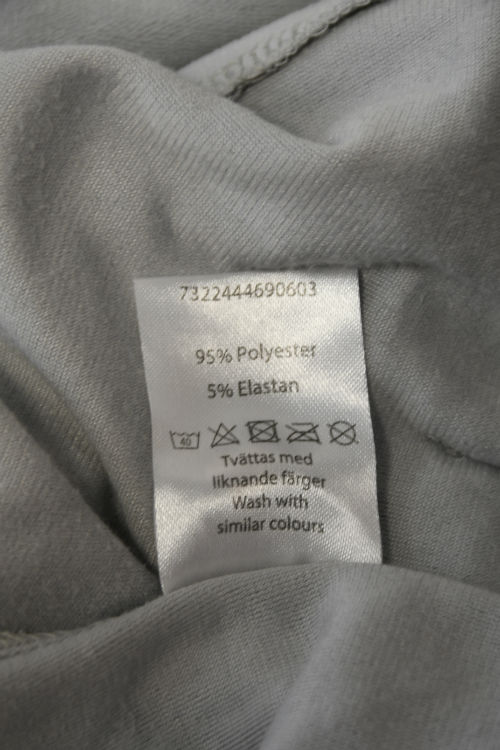 7322444690603
95% Polyester
5% Elastan
40
Tvättas med
liknande färger
Wash with
similar colours